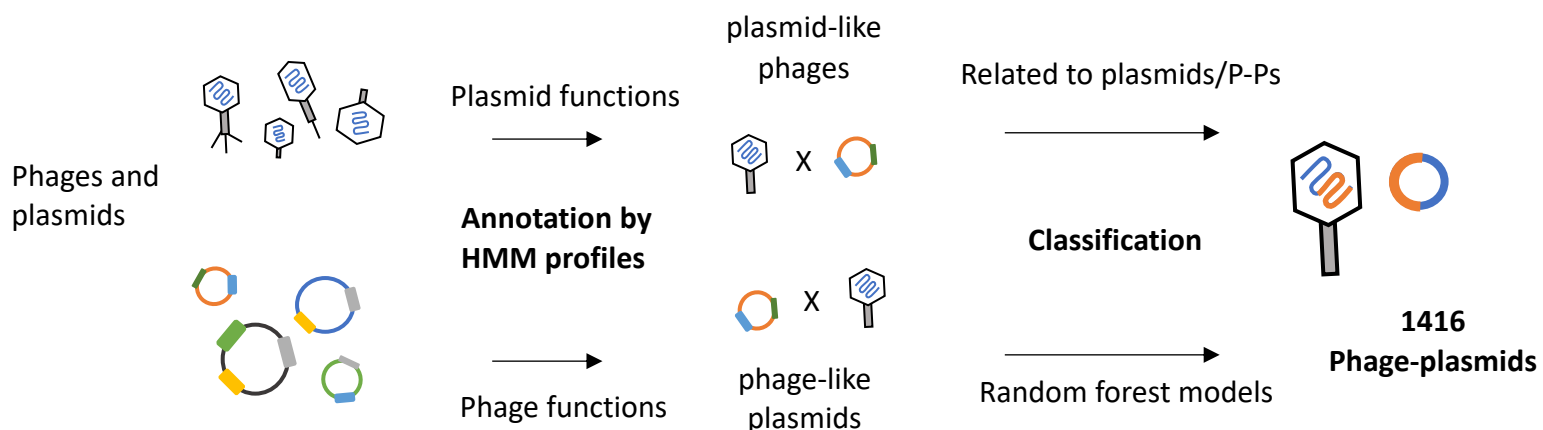 Phages and
plasmids
Plasmid functions
Annotation by
HMM profiles
Phage functions
plasmid-like
phages
X
X
phage-like
plasmids
Related to plasmids/P-Ps
Classification
Random forest models
1416
Phage-plasmids